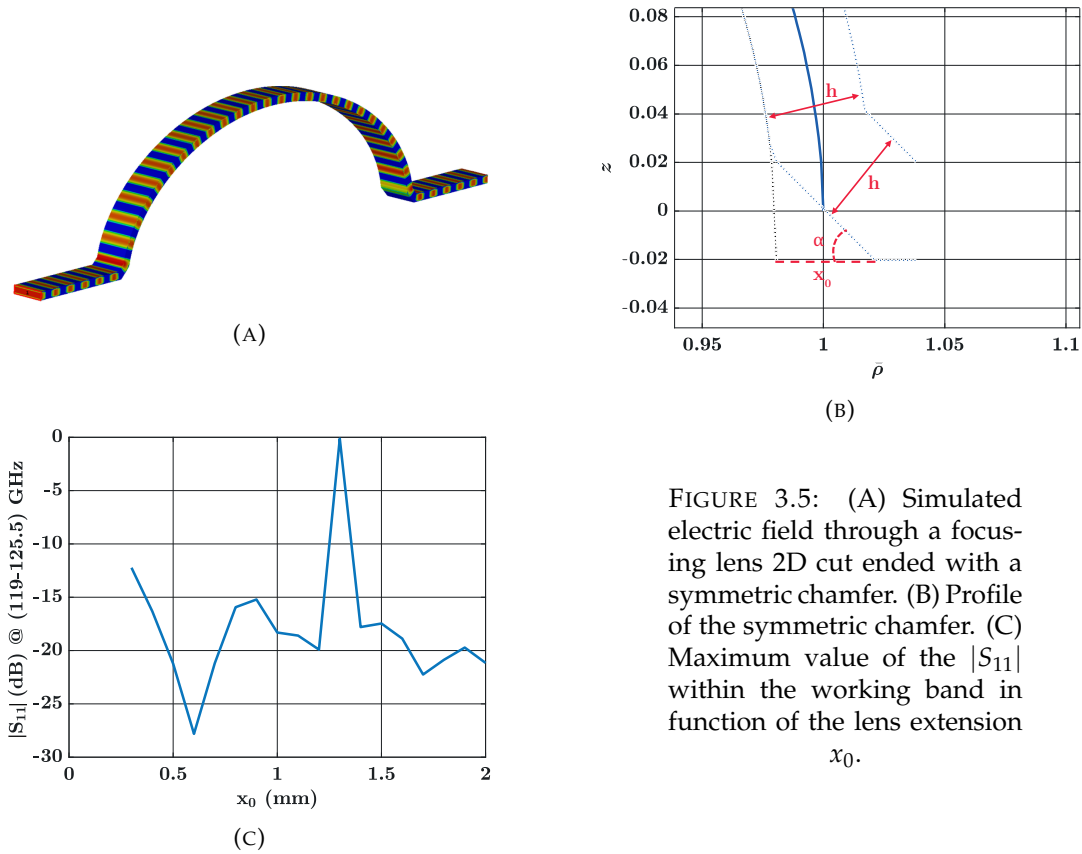 (A)
0.08
0.06
0.04
0.02
0
-0.02
-0.04
z
h
h
α
x₀
0.95
1
1.05
1.1
ρ̄
(B)
|S₁₁| (dB) @ (119-125.5) GHz
0
-5
-10
-15
-20
-25
-30
0
0.5
1
1.5
2
x₀ (mm)
(C)
FIGURE 3.5: (A) Simulated
electric field through a focus-
ing lens 2D cut ended with a
symmetric chamfer. (B) Profile
of the symmetric chamfer. (C)
Maximum value of the |S₁₁|
within the working band in
function of the lens extension
x₀.